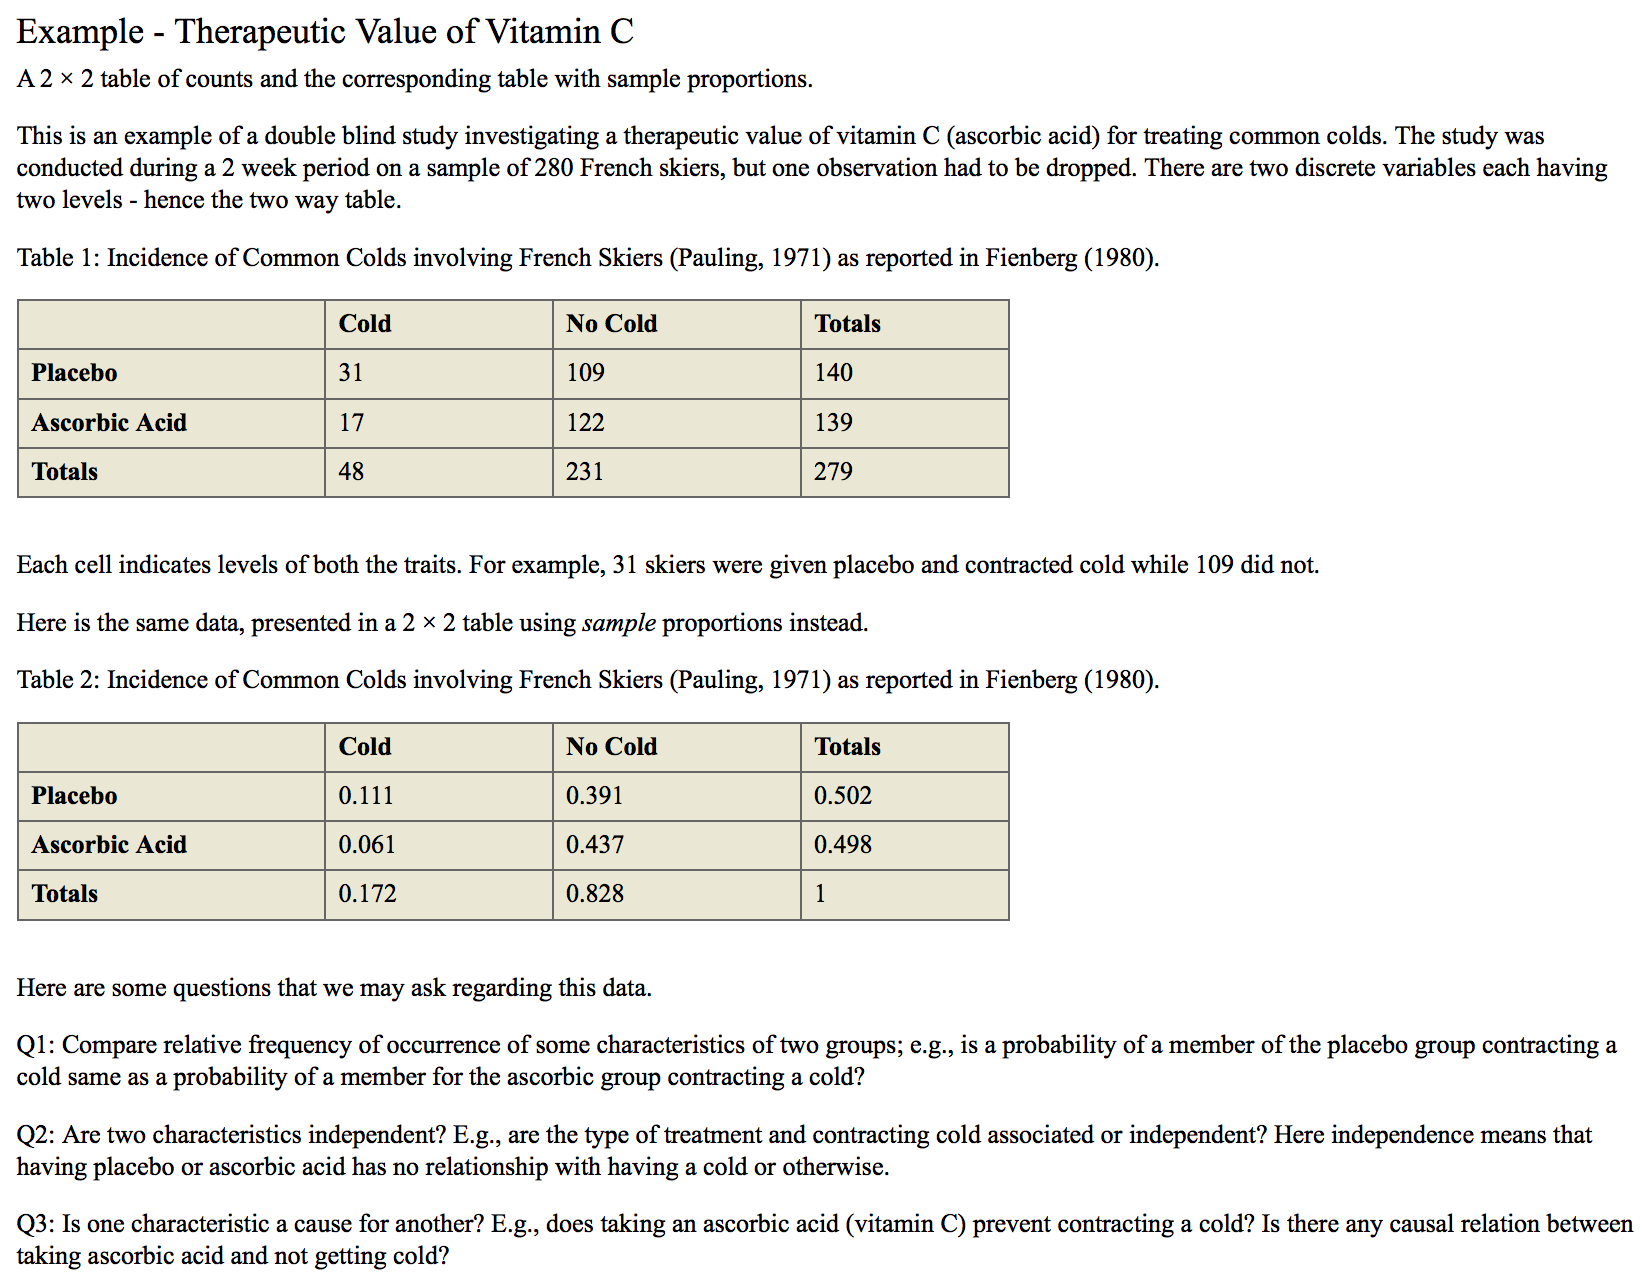 Example - Therapeutic Value of Vitamin C
A 2 × 2 table of counts and the corresponding table with sample proportions.
This is an example of a double blind study investigating a therapeutic value of vitamin C (ascorbic acid) for treating common colds. The study was
conducted during a 2 week period on a sample of 280 French skiers, but one observation had to be dropped. There are two discrete variables each having
two levels - hence the two way table.
Table 1: Incidence of Common Colds involving French Skiers (Pauling, 1971) as reported in Fienberg (1980).
Cold No Cold Totals
Placebo 31 109 140
Ascorbic Acid 17 122 139
Totals 48 231 279
Each cell indicates levels of both the traits. For example, 31 skiers were given placebo and contracted cold while 109 did not.
Here is the same data, presented in a 2 × 2 table using sample proportions instead.
Table 2: Incidence of Common Colds involving French Skiers (Pauling, 1971) as reported in Fienberg (1980).
Cold No Cold Totals
Placebo 0.111 0.391 0.502
Ascorbic Acid 0.061 0.437 0.498
Totals 0.172 0.828 1
Here are some questions that we may ask regarding this data.
Q1: Compare relative frequency of occurrence of some characteristics of two groups; e.g., is a probability of a member of the placebo group contracting a
cold same as a probability of a member for the ascorbic group contracting a cold?
Q2: Are two characteristics independent? E.g., are the type of treatment and contracting cold associated or independent? Here independence means that
having placebo or ascorbic acid has no relationship with having a cold or otherwise.
Q3: Is one characteristic a cause for another? E.g., does taking an ascorbic acid (vitamin C) prevent contracting a cold? Is there any causal relation between
taking ascorbic acid and not getting cold?